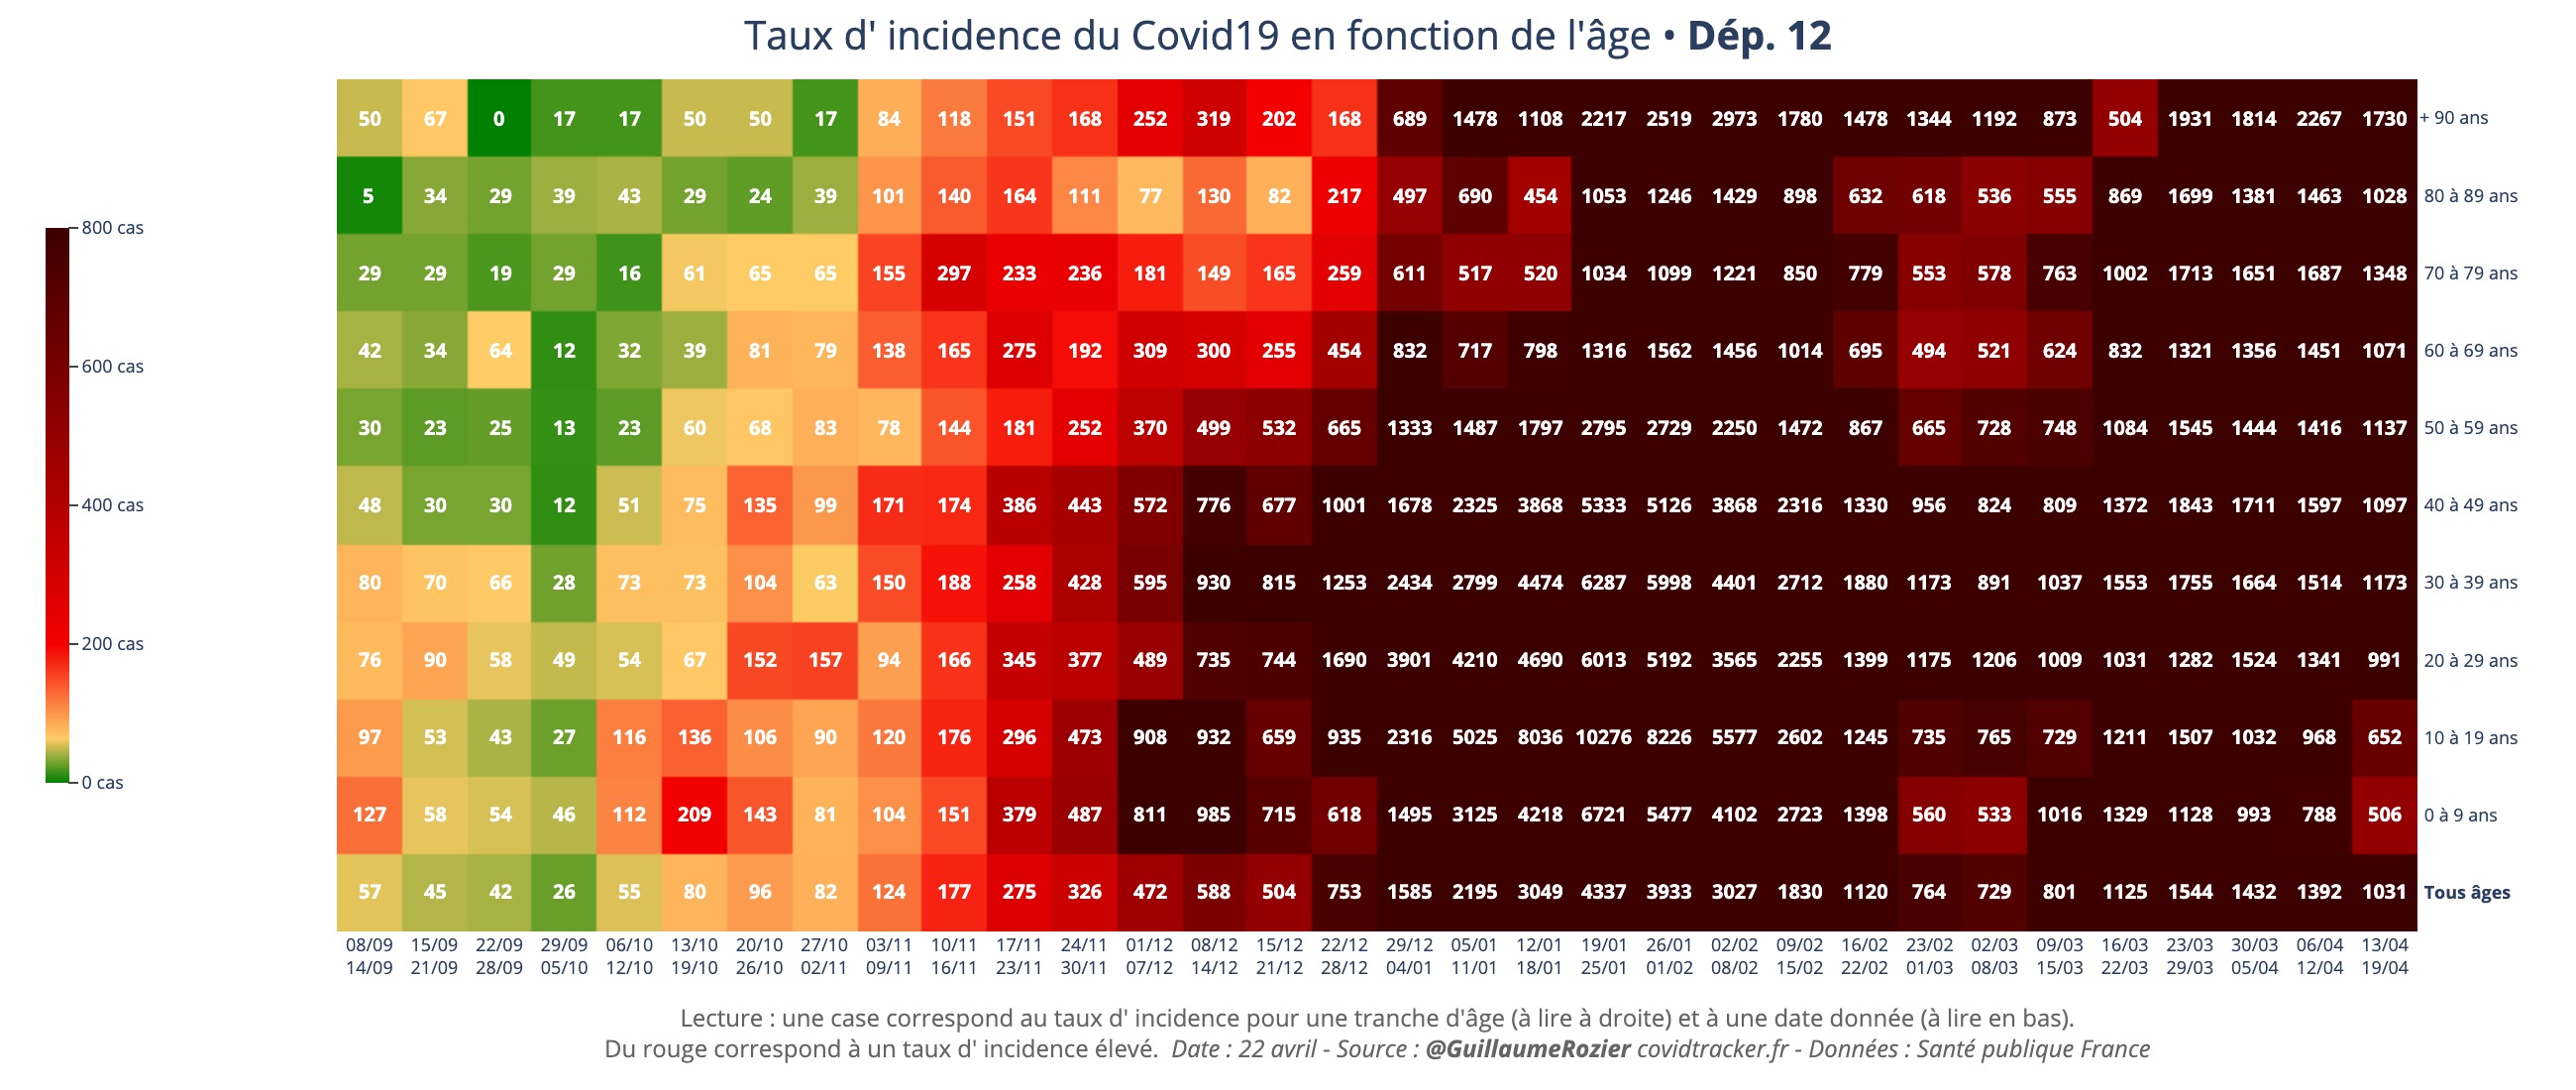 Taux d' incidence du Covid19 en fonction de l'âge • Dép. 12
800 cas
600 cas
400 cas
200 cas
0 cas
50 67 0 17 17 50 50 17 84 118 151 168 252 319 202 168 689 1478 1108 2217 2519 2973 1780 1478 1344 1192 873 504 1931 1814 2267 1730 + 90 ans
5 34 29 39 43 29 24 39 101 140 164 111 77 130 82 217 497 690 454 1053 1246 1429 898 632 618 536 555 869 1699 1381 1463 1028 80 à 89 ans
29 29 19 29 16 61 65 65 155 297 233 236 181 149 165 259 611 517 520 1034 1099 1221 850 779 553 578 763 1002 1713 1651 1687 1348 70 à 79 ans
42 34 64 12 32 39 81 79 138 165 275 192 309 300 255 454 832 717 798 1316 1562 1456 1014 695 494 521 624 832 1321 1356 1451 1071 60 à 69 ans
30 23 25 13 23 60 68 83 78 144 181 252 370 499 532 665 1333 1487 1797 2795 2729 2250 1472 867 665 728 748 1084 1545 1444 1416 1137 50 à 59 ans
48 30 30 12 51 75 135 99 171 174 386 443 572 776 677 1001 1678 2325 3868 5333 5126 3868 2316 1330 956 824 809 1372 1843 1711 1597 1097 40 à 49 ans
80 70 66 28 73 73 104 63 150 188 258 428 595 930 815 1253 2434 2799 4474 6287 5998 4401 2712 1880 1173 891 1037 1553 1755 1664 1514 1173 30 à 39 ans
76 90 58 49 54 67 152 157 94 166 345 377 489 735 744 1690 3901 4210 4690 6013 5192 3565 2255 1399 1175 1206 1009 1031 1282 1524 1341 991 20 à 29 ans
97 53 43 27 116 136 106 90 120 176 296 473 908 932 659 935 2316 5025 8036 10276 8226 5577 2602 1245 735 765 729 1211 1507 1032 968 652 10 à 19 ans
127 58 54 46 112 209 143 81 104 151 379 487 811 985 715 618 1495 3125 4218 6721 5477 4102 2723 1398 560 533 1016 1329 1128 993 788 506 0 à 9 ans
57 45 42 26 55 80 96 82 124 177 275 326 472 588 504 753 1585 2195 3049 4337 3933 3027 1830 1120 764 729 801 1125 1544 1432 1392 1031 Tous âges
08/09 15/09 22/09 29/09 06/10 13/10 20/10 27/10 03/11 10/11 17/11 24/11 01/12 08/12 15/12 22/12 29/12 05/01 12/01 19/01 26/01 02/02 09/02 16/02 23/02 02/03 09/03 16/03 23/03 30/03 06/04 13/04
14/09 21/09 28/09 05/10 12/10 19/10 26/10 02/11 09/11 16/11 23/11 30/11 07/12 14/12 21/12 28/12 04/01 11/01 18/01 25/01 01/02 08/02 15/02 22/02 01/03 08/03 15/03 22/03 29/03 05/04 12/04 19/04
Lecture : une case correspond au taux d' incidence pour une tranche d'âge (à lire à droite) et à une date donnée (à lire en bas).
Du rouge correspond à un taux d' incidence élevé. Date : 22 avril - Source : @GuillaumeRozier covidtracker.fr - Données : Santé publique France